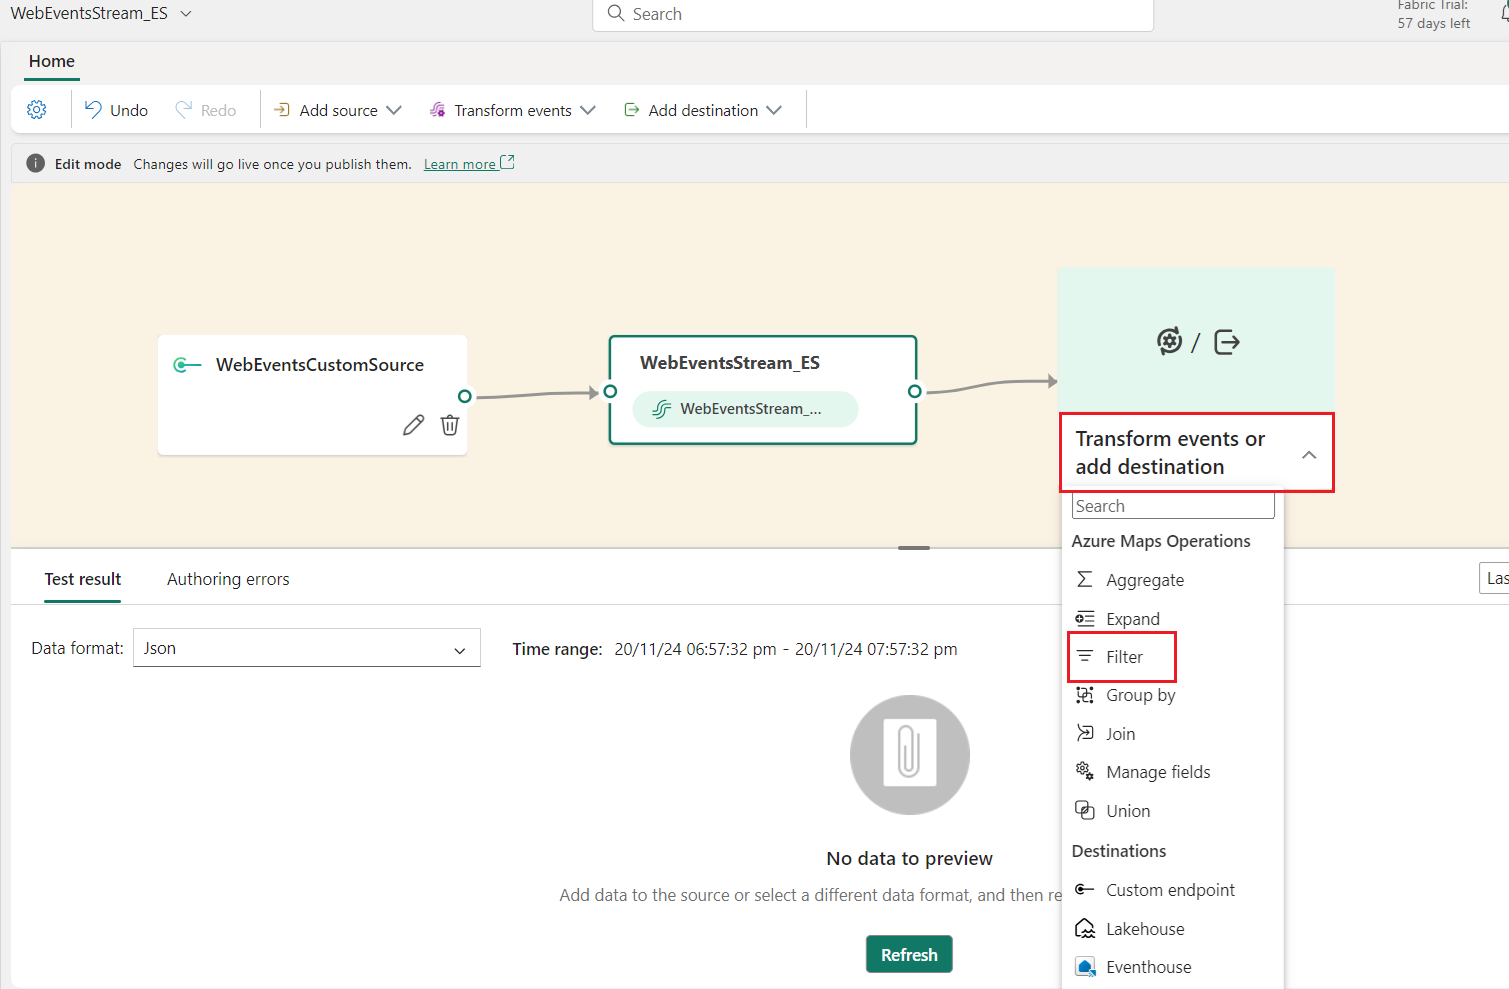 WebEventsStream_ES
Search
Fabric Trial:
57 days left
Home
Undo
Redo
Add source
Transform events
Add destination
Edit mode Changes will go live once you publish them. Learn more
WebEventsCustomSource
WebEventsStream_ES
WebEventsStream_...
/
Transform events or
add destination
Search
Azure Maps Operations
Aggregate
Expand
Filter
Group by
Join
Manage fields
Union
Destinations
Custom endpoint
Lakehouse
Eventhouse
Test result
Authoring errors
Las
Data format: Json
Time range: 20/11/24 06:57:32 pm - 20/11/24 07:57:32 pm
No data to preview
Add data to the source or select a different data format, and then re
Refresh